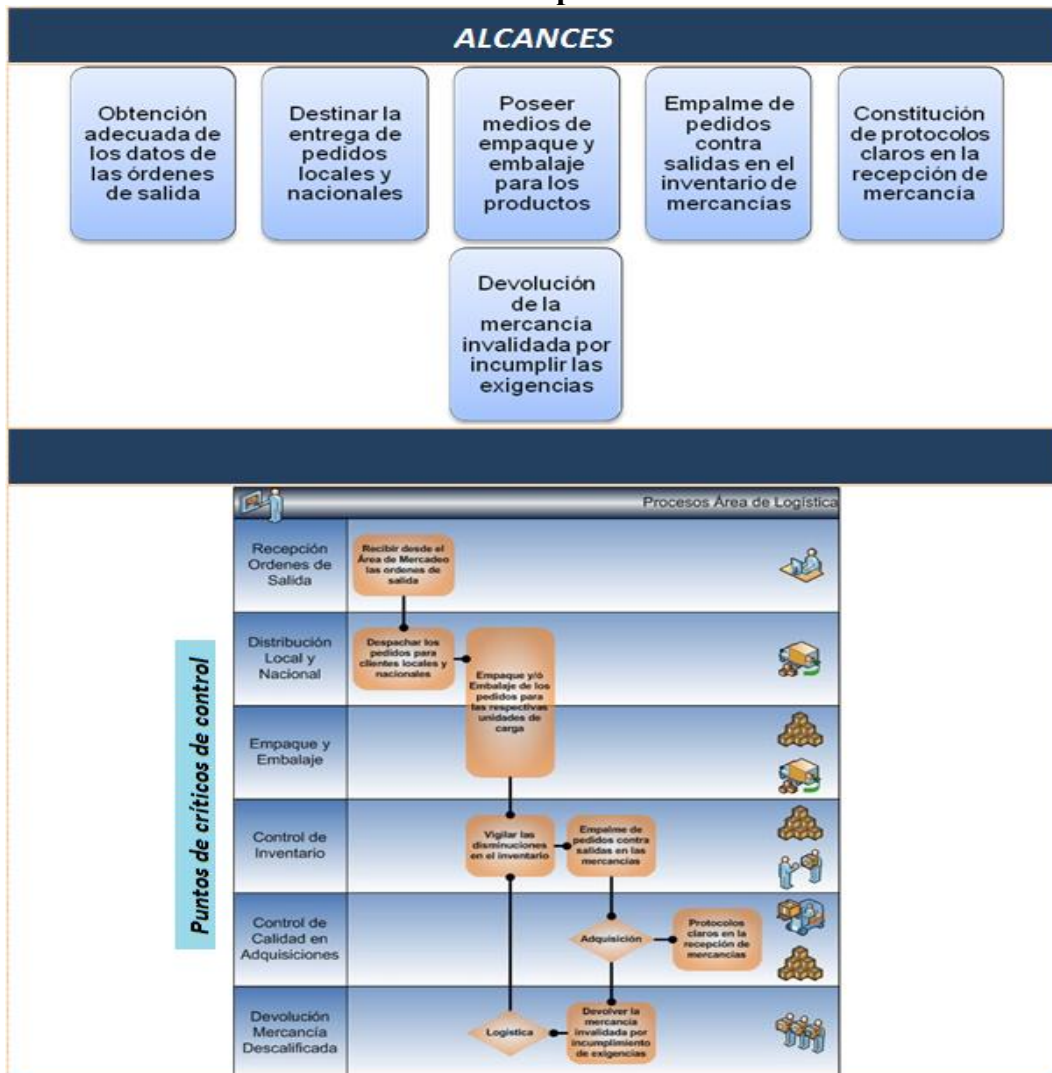 ALCANCES
Obtención
adecuada de
los datos de
las órdenes
de salida
Destinar la
entrega de
pedidos
locales y
nacionales
Poseer
medios de
empaque y
embalaje
para los
productos
Empalme de
pedidos
contra
salidas en el
inventario de
mercancías
Constitución
de protocolos
claros en la
recepción de
mercancía
Devolución
de la
mercancía
invalidada por
incumplir las
exigencias
Procesos Área de Logística
Puntos de críticos de control
Recepción
Ordenes de
Salida
Recibir desde el
Área de Mercadeo
las ordenes de
salida
Distribución
Local y
Nacional
Despachar los
pedidos para
clientes locales y
nacionales
Empaque y/ó
Embalaje de los
pedidos para
las respectivas
unidades de
carga
Empaque y
Embalaje
Control de
Inventario
Vigilar las
disminuciones
en el inventario
Empalme de
pedidos contra
salidas en las
mercancías
Control de
Calidad en
Adquisiciones
Adquisición
Protocolos
claros en la
recepción de
mercancías
Devolución
Mercancía
Descalificada
Logística
Devolver la
mercancía
invalidada por
incumplimiento
de exigencias